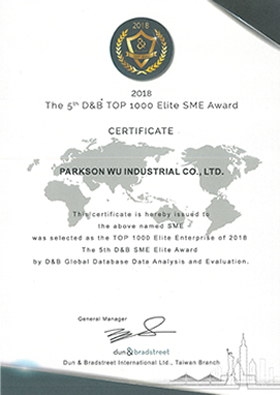 2018
2018
The 5th D&B TOP 1000 Elite SME Award
CERTIFICATE
PARKSON WU INDUSTRIAL CO., LTD.
This certificate is hereby issued to
the above named SME
was selected as the TOP 1000 Elite Enterprise of 2018
The 5th D&B SME Elite Award
by D&B Global Database Data Analysis and Evaluation.
General Manager
dun & bradstreet
Dun & Bradstreet International Ltd., Taiwan Branch